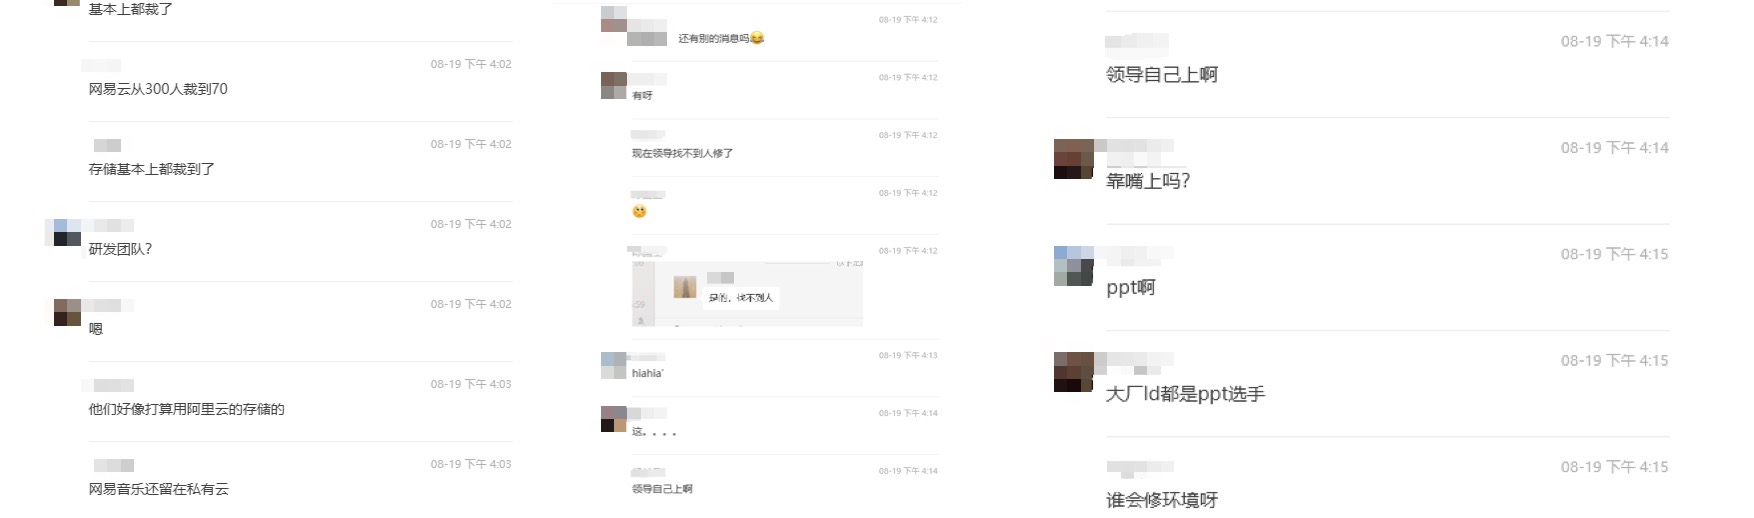 基本上都裁了
08-19 下午 4:02
网易云从300人裁到70
08-19 下午 4:02
存储基本上都裁到了
08-19 下午 4:02
研发团队?
08-19 下午 4:02
嗯
08-19 下午 4:03
他们好像打算用阿里云的存储的
08-19 下午 4:03
网易音乐还留在私有云
08-19 下午 4:12
还有别的消息吗
08-19 下午 4:12
有呀
08-19 下午 4:12
现在领导找不到人修了
08-19 下午 4:12
08-19 下午 4:12
是的，找不到人
08-19 下午 4:13
hiahia`
08-19 下午 4:14
这。。。。
08-19 下午 4:14
领导自己上啊
08-19 下午 4:14
领导自己上啊
08-19 下午 4:14
靠嘴上吗?
08-19 下午 4:15
ppt啊
08-19 下午 4:15
大厂ld都是ppt选手
08-19 下午 4:15
谁会修环境呀